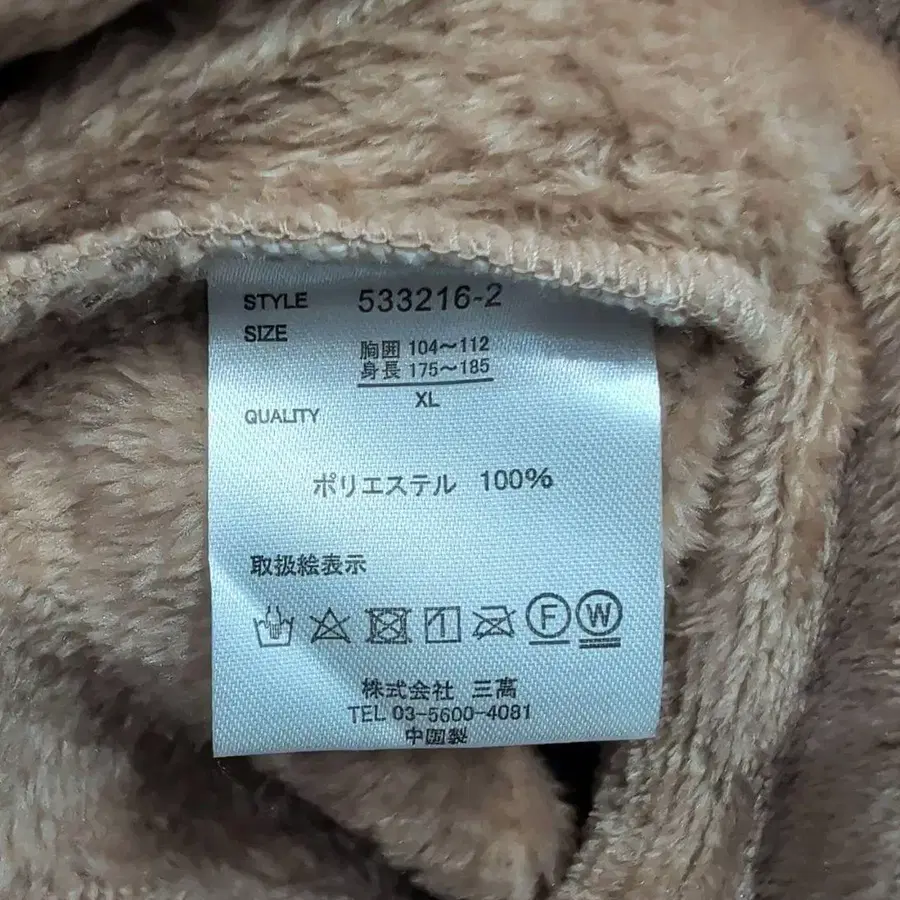 STYLE 533216-2
SIZE
胸囲 104～112
身長 175～185
XL
QUALITY
ポリエステル 100%
取扱絵表示
F W
株式会社 三高
TEL 03-5600-4081
中国製